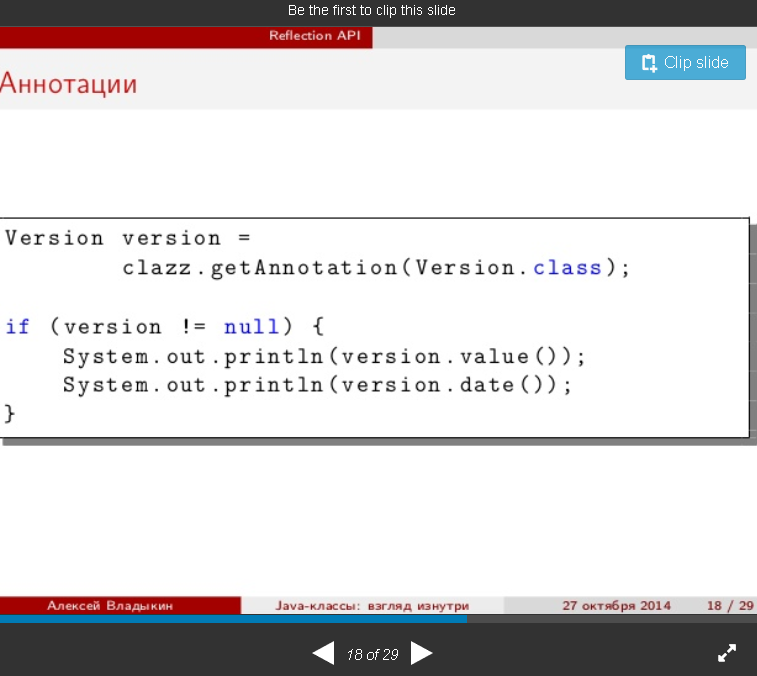 Be the first to clip this slide
Reflection API
Clip slide
Аннотации
Version version =
clazz.getAnnotation(Version.class);
if (version != null) {
System.out.println(version.value());
System.out.println(version.date());
}
Алексей Владыкин Java-классы: взгляд изнутри 27 октября 2014 18 / 29
18 of 29